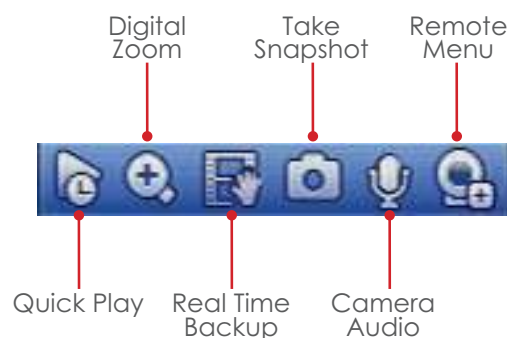 Digital
Zoom
Take
Snapshot
Remote
Menu
Quick Play
Real Time
Backup
Camera
Audio